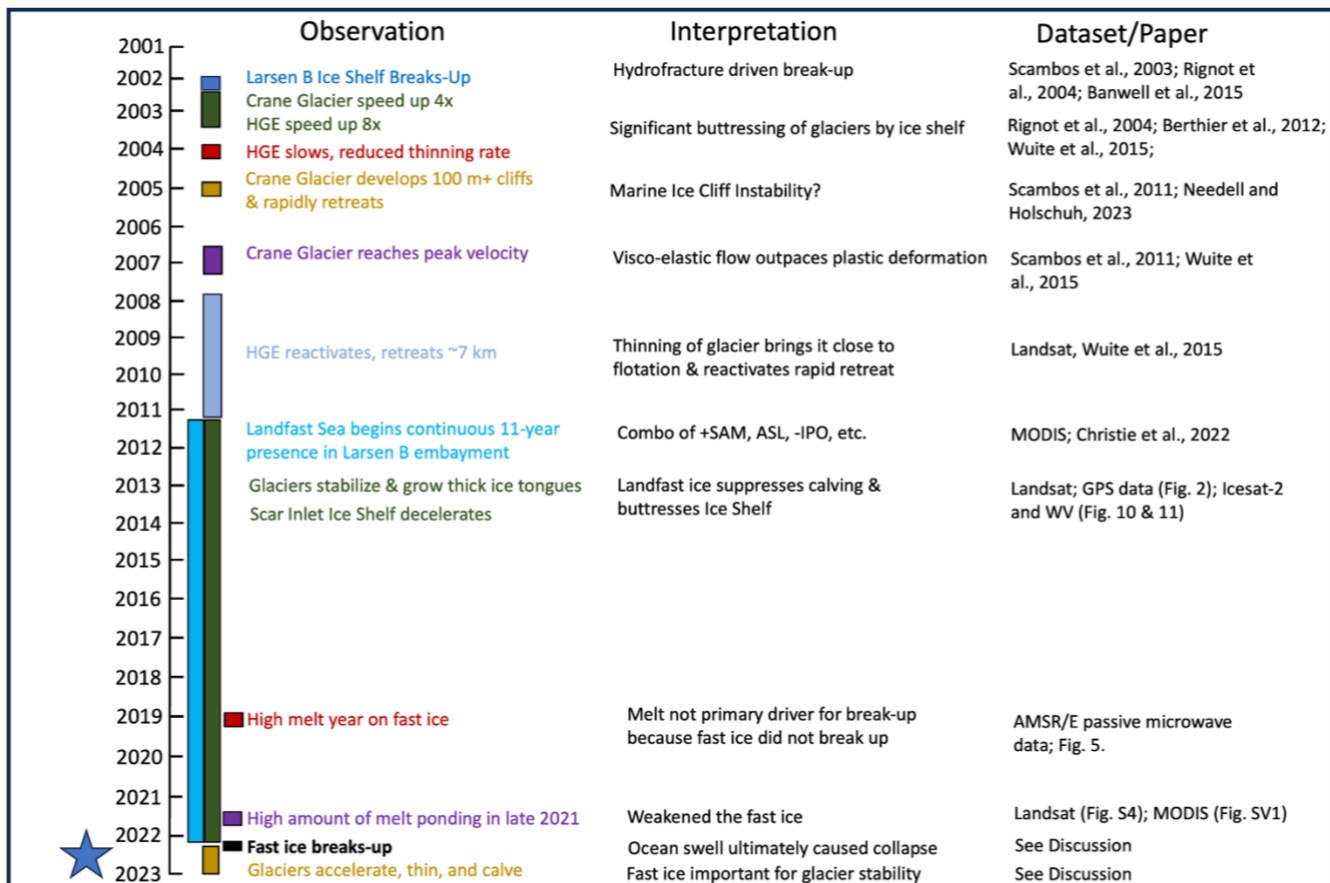 Observation Interpretation Dataset/Paper
2001
2002 Larsen B Ice Shelf Breaks-Up Hydrofracture driven break-up Scambos et al., 2003; Rignot et
al., 2004; Banwell et al., 2015
Crane Glacier speed up 4x
2003 HGE speed up 8x Significant buttressing of glaciers by ice shelf Rignot et al., 2004; Berthier et al., 2012;
Wuite et al., 2015;
2004 HGE slows, reduced thinning rate
Crane Glacier develops 100 m+ cliffs
2005 & rapidly retreats Marine Ice Cliff Instability? Scambos et al., 2011; Needell and
Holschuh, 2023
2006
Crane Glacier reaches peak velocity Visco-elastic flow outpaces plastic deformation Scambos et al., 2011; Wuite et
al., 2015
2007
2008
2009 HGE reactivates, retreats ~7 km Thinning of glacier brings it close to Landsat, Wuite et al., 2015
flotation & reactivates rapid retreat
2010
2011
Landfast Sea begins continuous 11-year Combo of +SAM, ASL, -IPO, etc. MODIS; Christie et al., 2022
2012 presence in Larsen B embayment
2013 Glaciers stabilize & grow thick ice tongues Landfast ice suppresses calving & Landsat; GPS data (Fig. 2); Icesat-2
2014 Scar Inlet Ice Shelf decelerates buttresses Ice Shelf and WV (Fig. 10 & 11)
2015
2016
2017
2018
2019 High melt year on fast ice Melt not primary driver for break-up AMSR/E passive microwave
because fast ice did not break up data; Fig. 5.
2020
2021
High amount of melt ponding in late 2021 Weakened the fast ice Landsat (Fig. S4); MODIS (Fig. SV1)
2022
Fast ice breaks-up Ocean swell ultimately caused collapse See Discussion
2023 Glaciers accelerate, thin, and calve Fast ice important for glacier stability See Discussion